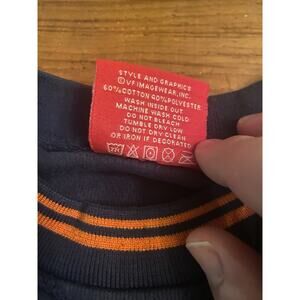 STYLE AND GRAPHICS
©VF IMAGEWEAR, INC.
60%COTTON 40%POLYESTER
WASH INSIDE OUT
MACHINE WASH COLD
DO NOT BLEACH
TUMBLE DRY LOW
DO NOT DRY CLEAN
OR IRON IF DECORATED